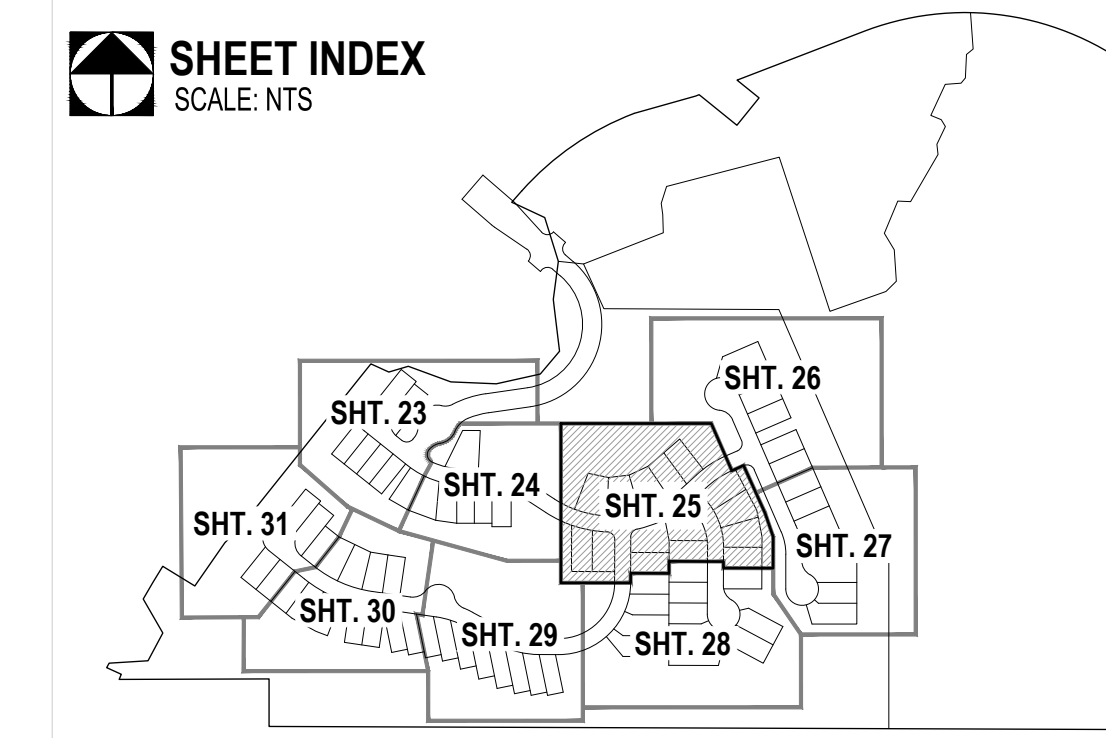 SHEET INDEX
SCALE: NTS
SHT. 26
SHT. 23
SHT. 24
SHT. 25
SHT. 31
SHT. 27
SHT. 30
SHT. 29
SHT. 28